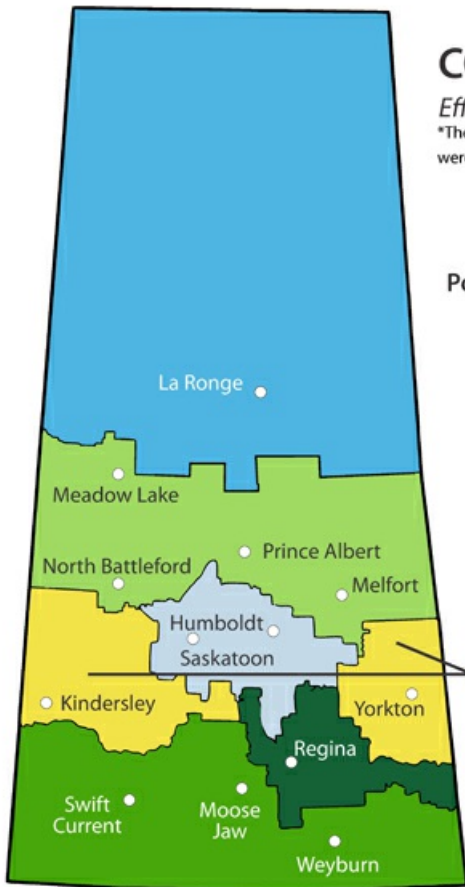 La Ronge
Meadow Lake
Prince Albert
North Battleford
Melfort
Humboldt
Saskatoon
Kindersley
Yorkton
Regina
Swift
Current
Moose
Jaw
Weyburn